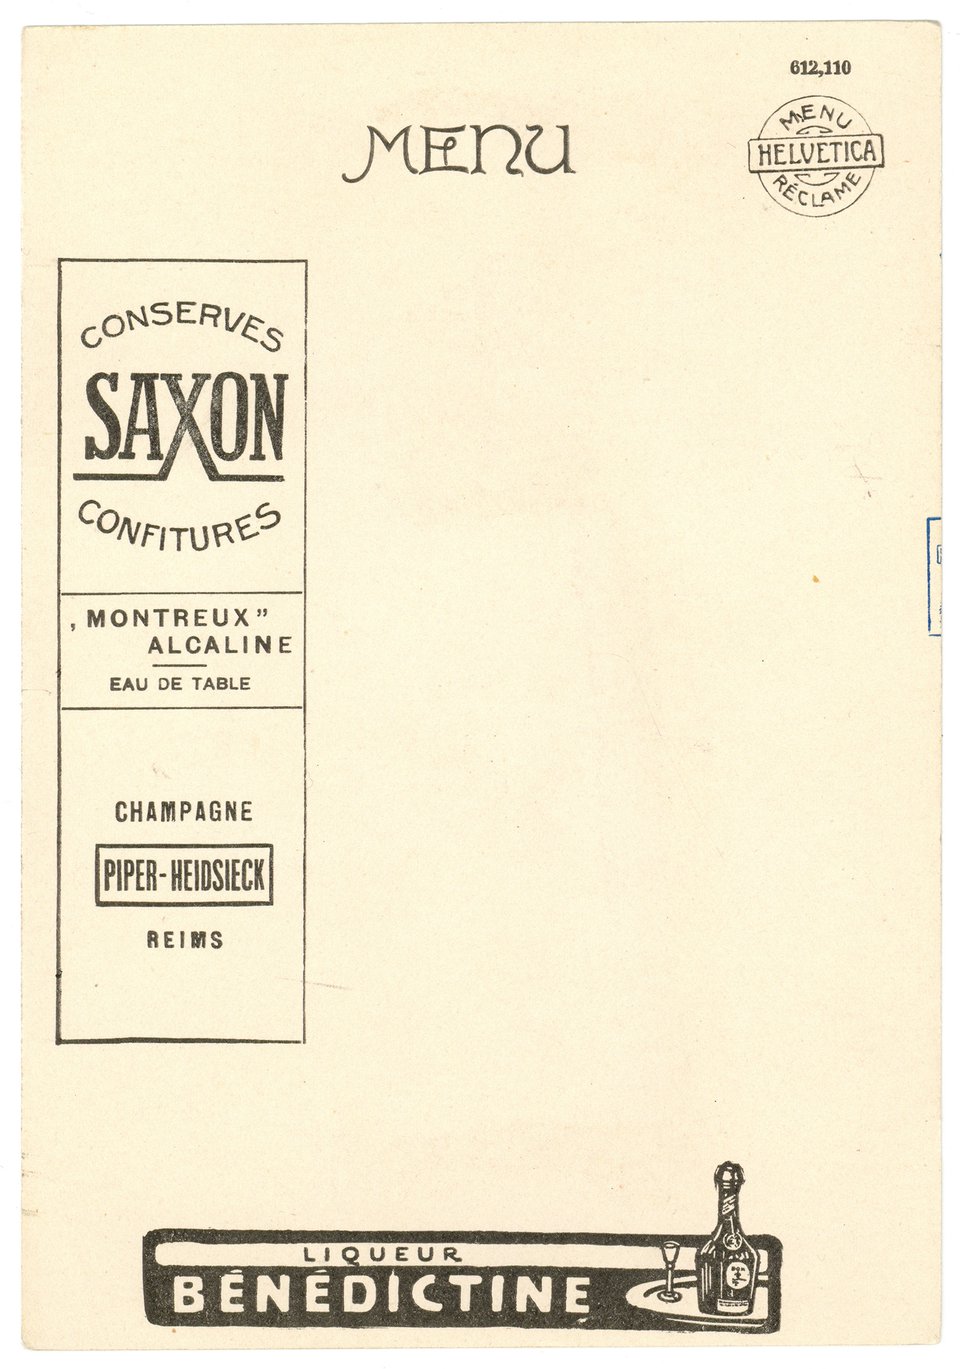 612,110
MENU
MENU
HELVETICA
RÉCLAME
CONSERVES
SAXON
CONFITURES
„MONTREUX”
ALCALINE
EAU DE TABLE
CHAMPAGNE
PIPER-HEIDSIECK
REIMS
LIQUEUR
BÉNÉDICTINE